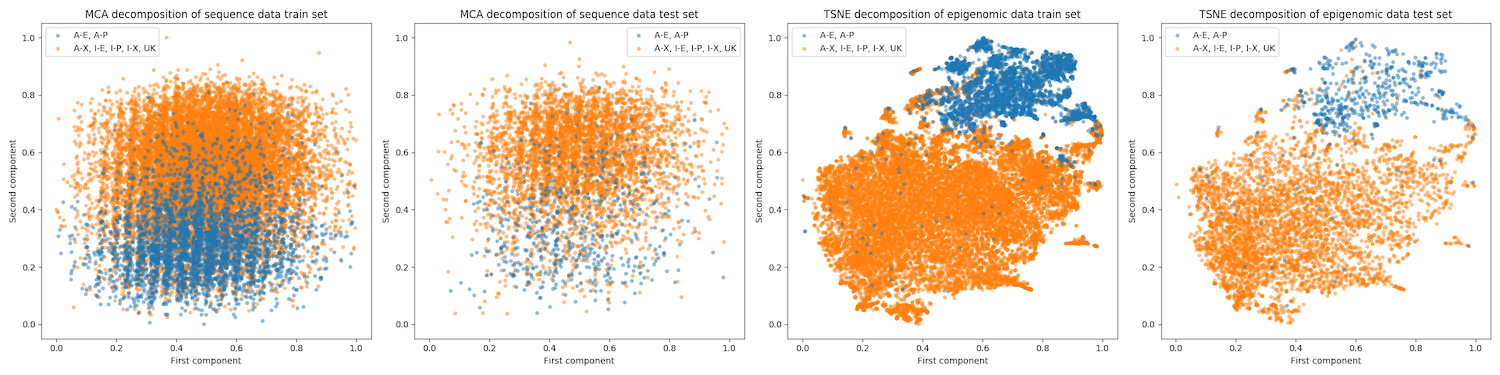 MCA decomposition of sequence data train set
A-E, A-P
A-X, I-E, I-P, I-X, UK
Second component
1.0
0.8
0.6
0.4
0.2
0.0
0.0 0.2 0.4 0.6 0.8 1.0
First component
MCA decomposition of sequence data test set
A-E, A-P
A-X, I-E, I-P, I-X, UK
Second component
1.0
0.8
0.6
0.4
0.2
0.0
0.0 0.2 0.4 0.6 0.8 1.0
First component
TSNE decomposition of epigenomic data train set
A-E, A-P
A-X, I-E, I-P, I-X, UK
Second component
1.0
0.8
0.6
0.4
0.2
0.0
0.0 0.2 0.4 0.6 0.8 1.0
First component
TSNE decomposition of epigenomic data test set
A-E, A-P
A-X, I-E, I-P, I-X, UK
Second component
1.0
0.8
0.6
0.4
0.2
0.0
0.0 0.2 0.4 0.6 0.8 1.0
First component